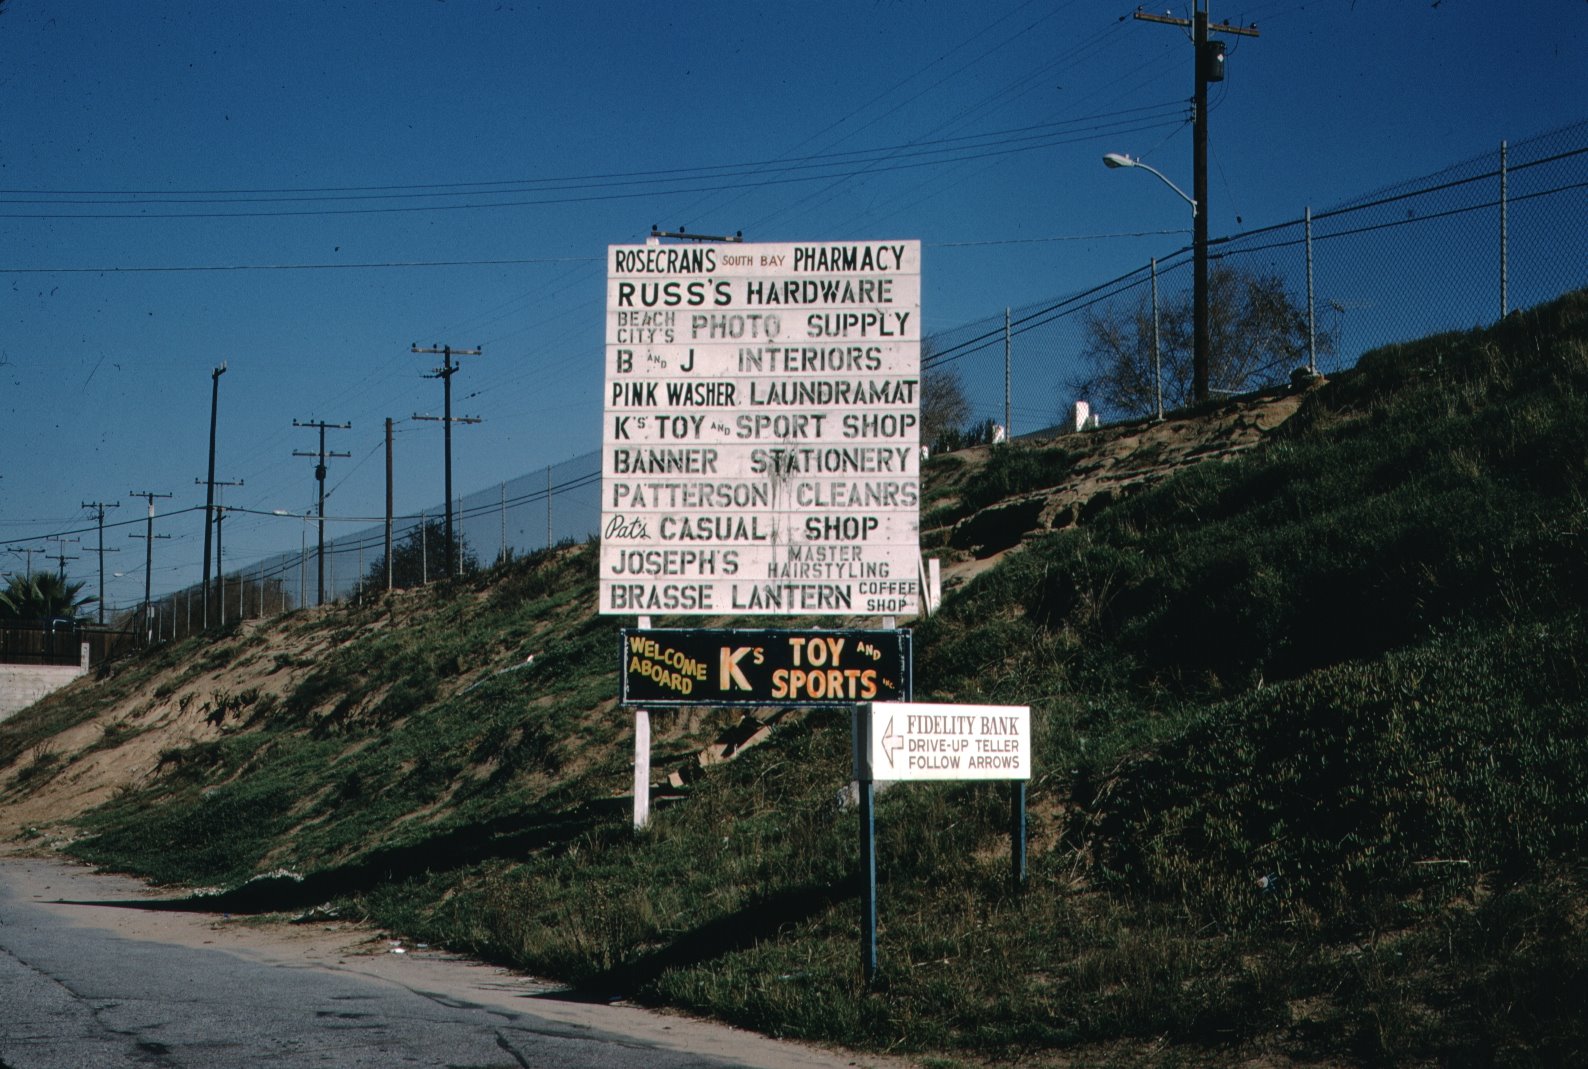 ROSECRANS SOUTH BAY PHARMACY
RUSS'S HARDWARE
BEACH CITY'S PHOTO SUPPLY
B AND J INTERIORS
PINK WASHER LAUNDRAMAT
K'S TOY AND SPORT SHOP
BANNER STATIONERY
PATTERSON CLEANRS
Pat's CASUAL SHOP
JOSEPH'S MASTER HAIRSTYLING
BRASSE LANTERN COFFEE SHOP
WELCOME ABOARD K'S TOY AND SPORTS INC.
FIDELITY BANK
DRIVE-UP TELLER
FOLLOW ARROWS